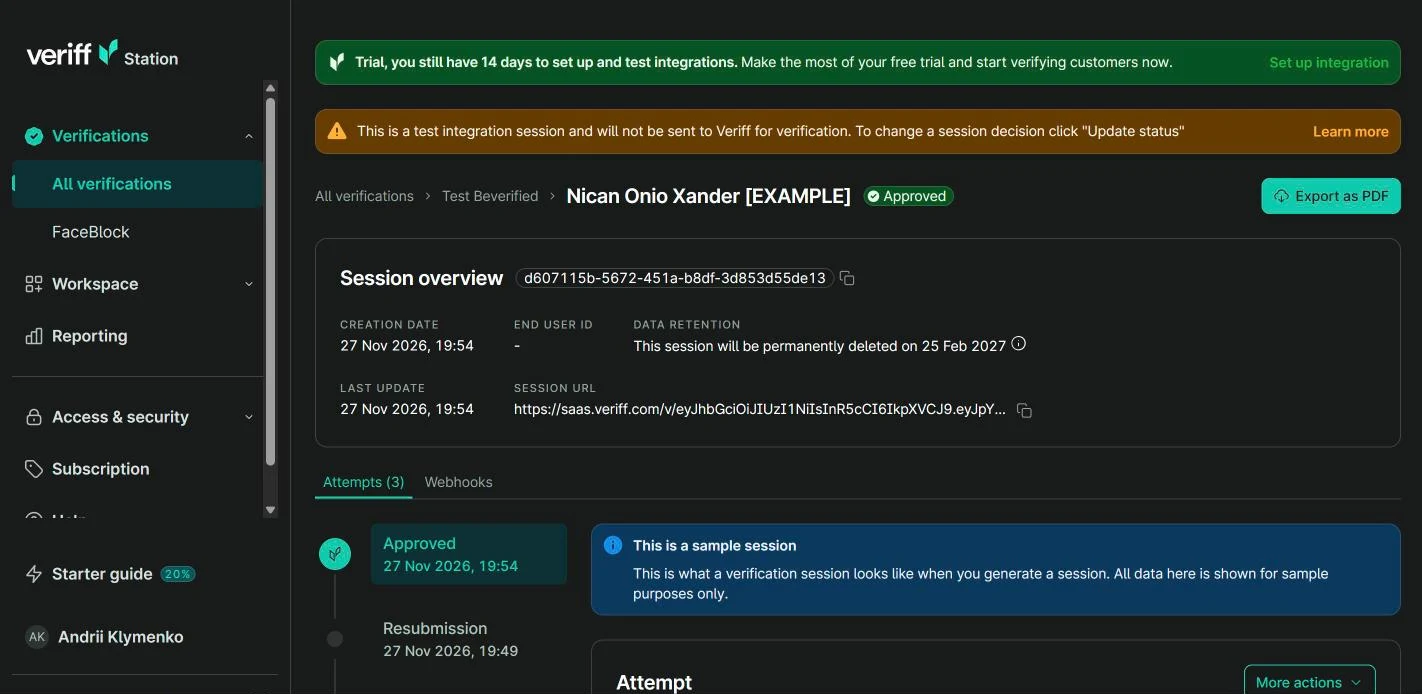 veriff Station
Verifications
All verifications
FaceBlock
Workspace
Reporting
Access & security
Subscription
Starter guide 20%
AK Andrii Klymenko
Trial, you still have 14 days to set up and test integrations. Make the most of your free trial and start verifying customers now. Set up integration
This is a test integration session and will not be sent to Veriff for verification. To change a session decision click "Update status" Learn more
All verifications > Test Beverified > Nican Onio Xander [EXAMPLE] Approved Export as PDF
Session overview d607115b-5672-451a-b8df-3d853d55de13
CREATION DATE END USER ID DATA RETENTION
27 Nov 2026, 19:54 - This session will be permanently deleted on 25 Feb 2027
LAST UPDATE SESSION URL
27 Nov 2026, 19:54 https://saas.veriff.com/v/eyJhbGciOiJIUzI1NiIsInR5cCI6IkpXVCJ9.eyJpY...
Attempts (3) Webhooks
Approved
27 Nov 2026, 19:54
Resubmission
27 Nov 2026, 19:49
This is a sample session
This is what a verification session looks like when you generate a session. All data here is shown for sample
purposes only.
Attempt More actions